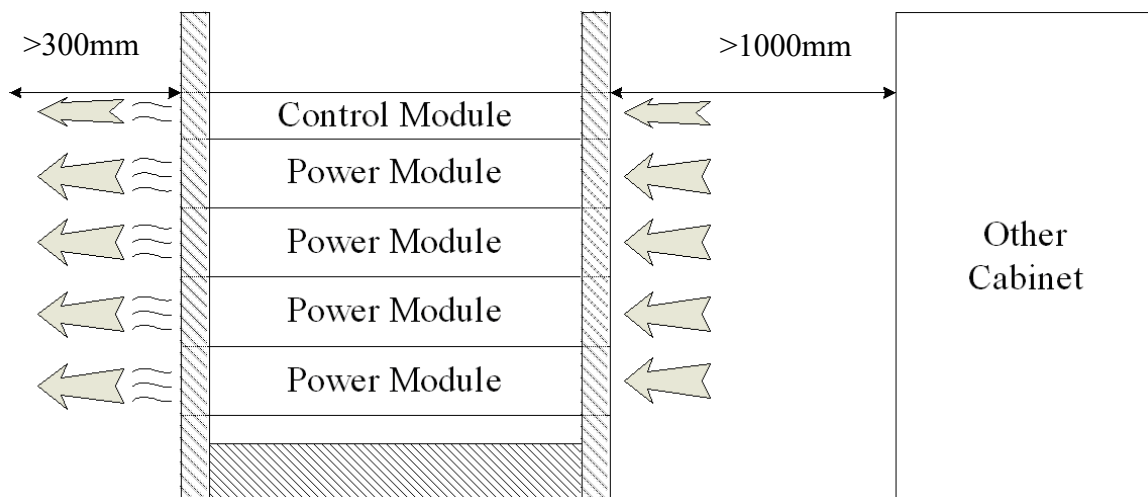 >300mm
>1000mm
Control Module
Power Module
Power Module
Power Module
Power Module
Other
Cabinet